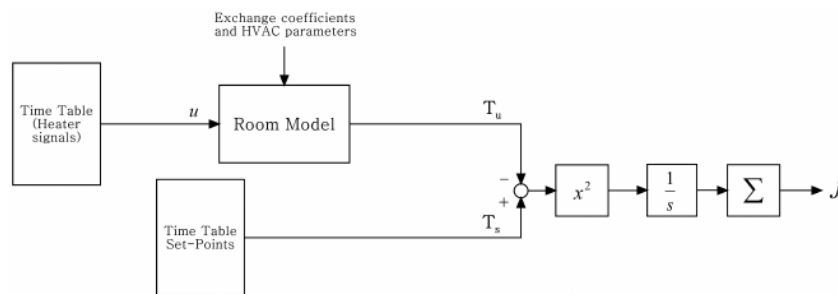 Exchange coefficients
and HVAC parameters
Time Table
(Heater
signals)
u
Room Model
T_u
−
+
x²
1/s
∑
J
T_s
Time Table
Set-Points